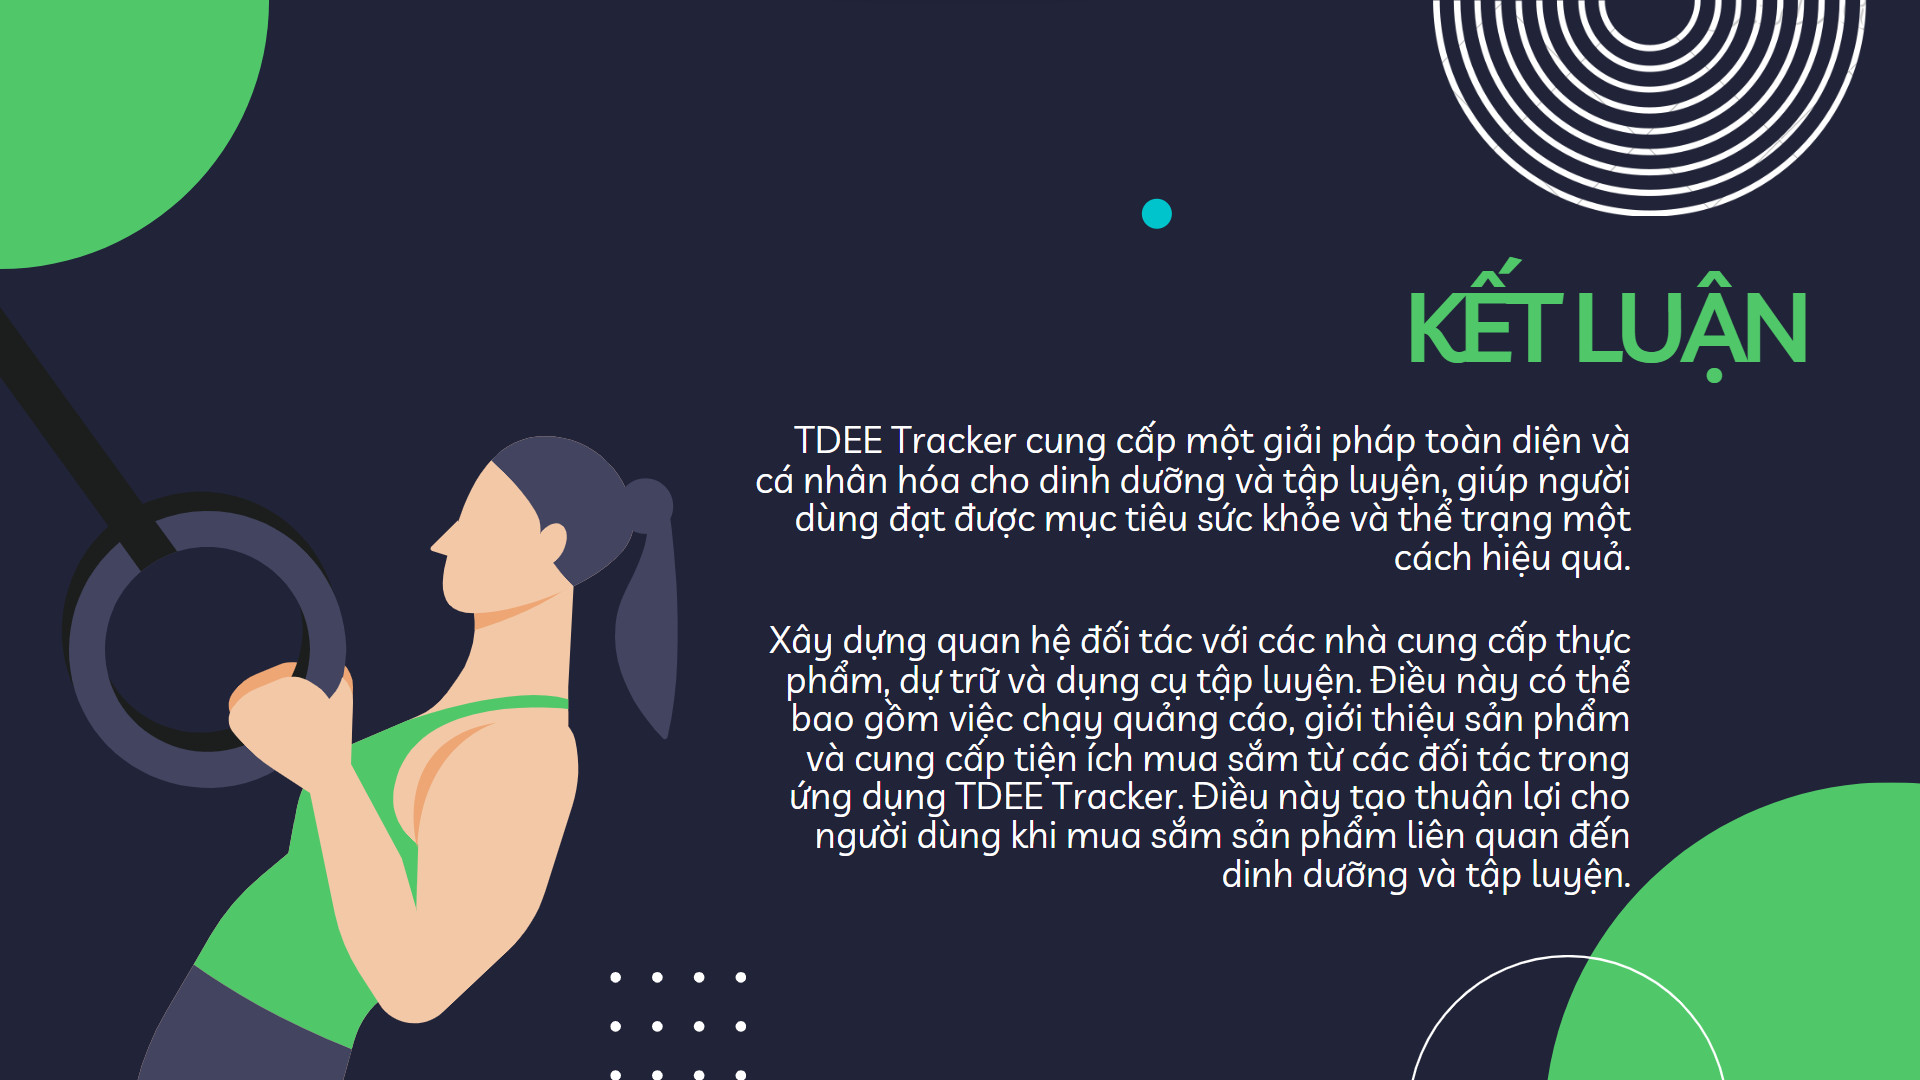 KẾT LUẬN
TDEE Tracker cung cấp một giải pháp toàn diện và
cá nhân hóa cho dinh dưỡng và tập luyện, giúp người
dùng đạt được mục tiêu sức khỏe và thể trạng một
cách hiệu quả.
Xây dựng quan hệ đối tác với các nhà cung cấp thực
phẩm, dự trữ và dụng cụ tập luyện. Điều này có thể
bao gồm việc chạy quảng cáo, giới thiệu sản phẩm
và cung cấp tiện ích mua sắm từ các đối tác trong
ứng dụng TDEE Tracker. Điều này tạo thuận lợi cho
người dùng khi mua sắm sản phẩm liên quan đến
dinh dưỡng và tập luyện.